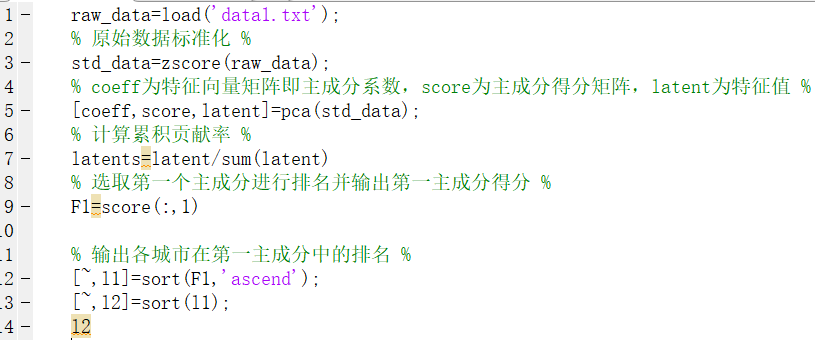 1 - raw_data=load('data1.txt');
2 % 原始数据标准化 %
3 - std_data=zscore(raw_data);
4 % coeff为特征向量矩阵即主成分系数，score为主成分得分矩阵，latent为特征值 %
5 - [coeff,score,latent]=pca(std_data);
6 % 计算累积贡献率 %
7 - latents=latent/sum(latent)
8 % 选取第一个主成分进行排名并输出第一主成分得分 %
9 - F1=score(:,1)
.0
.1 % 输出各城市在第一主成分中的排名 %
.2 - [~,l1]=sort(F1,'ascend');
.3 - [~,l2]=sort(l1);
.4 - l2